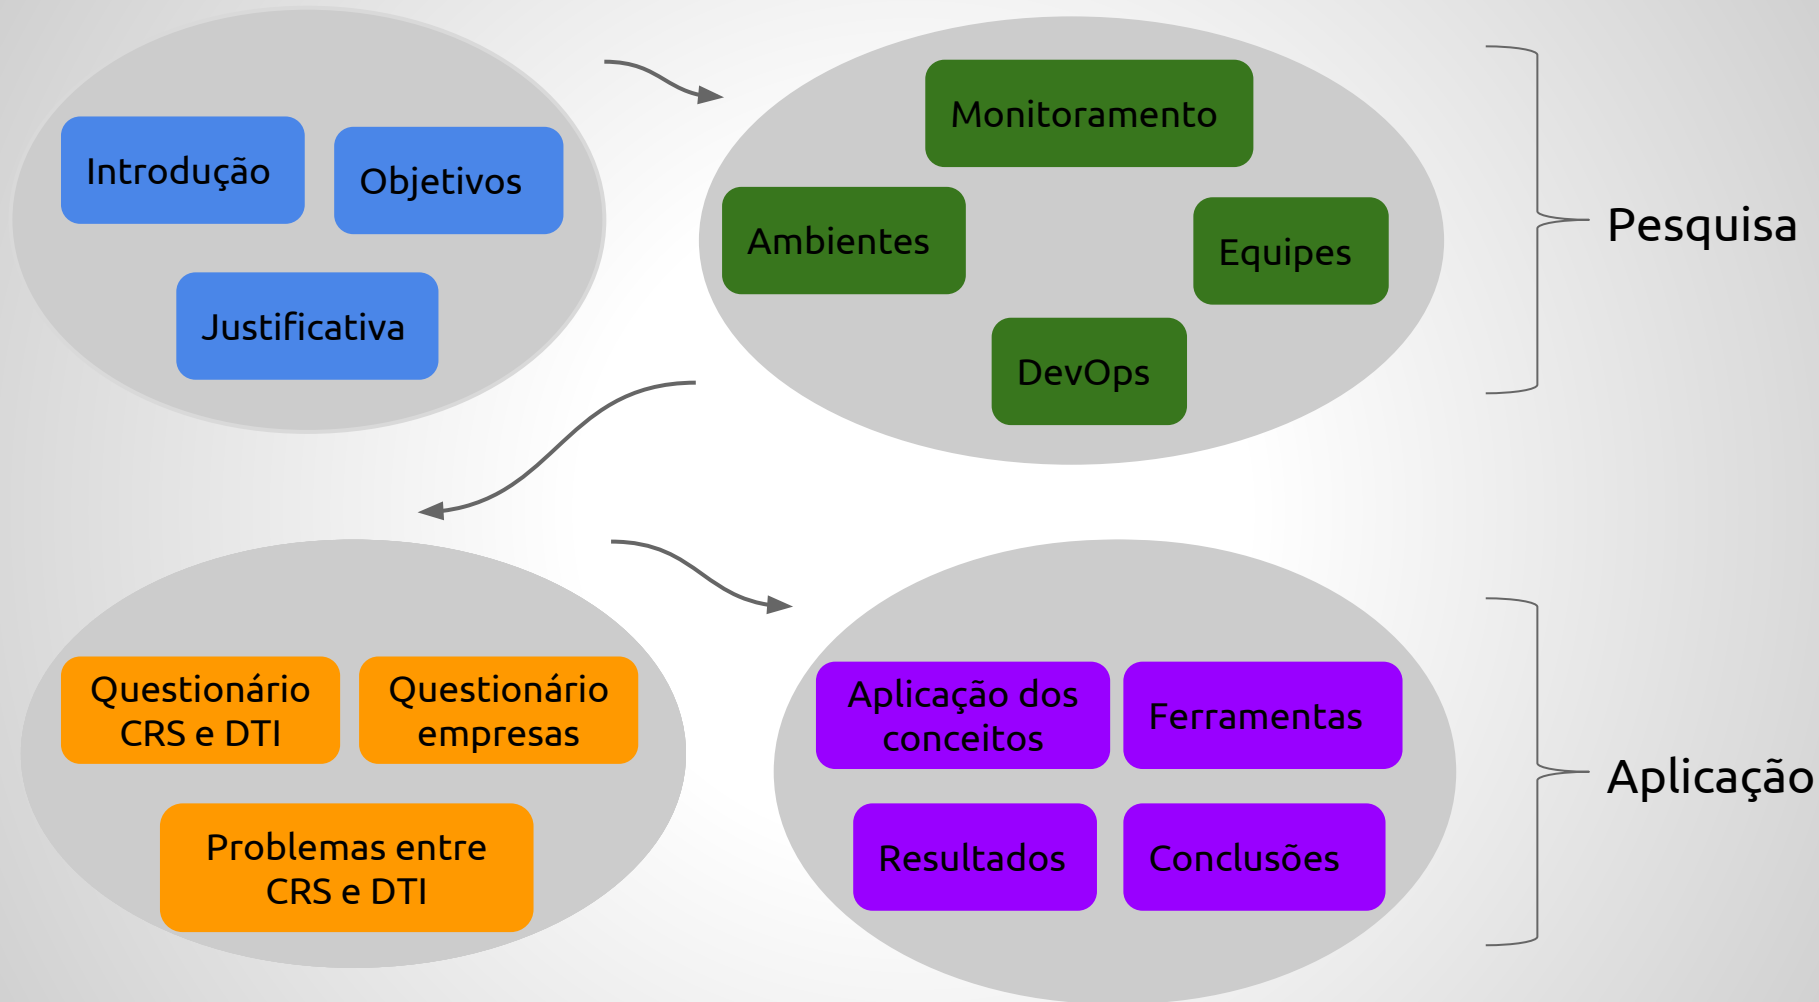 Introdução
Objetivos
Justificativa
Monitoramento
Ambientes
Equipes
DevOps
Pesquisa
Questionário
CRS e DTI
Questionário
empresas
Problemas entre
CRS e DTI
Aplicação dos
conceitos
Ferramentas
Resultados
Conclusões
Aplicação